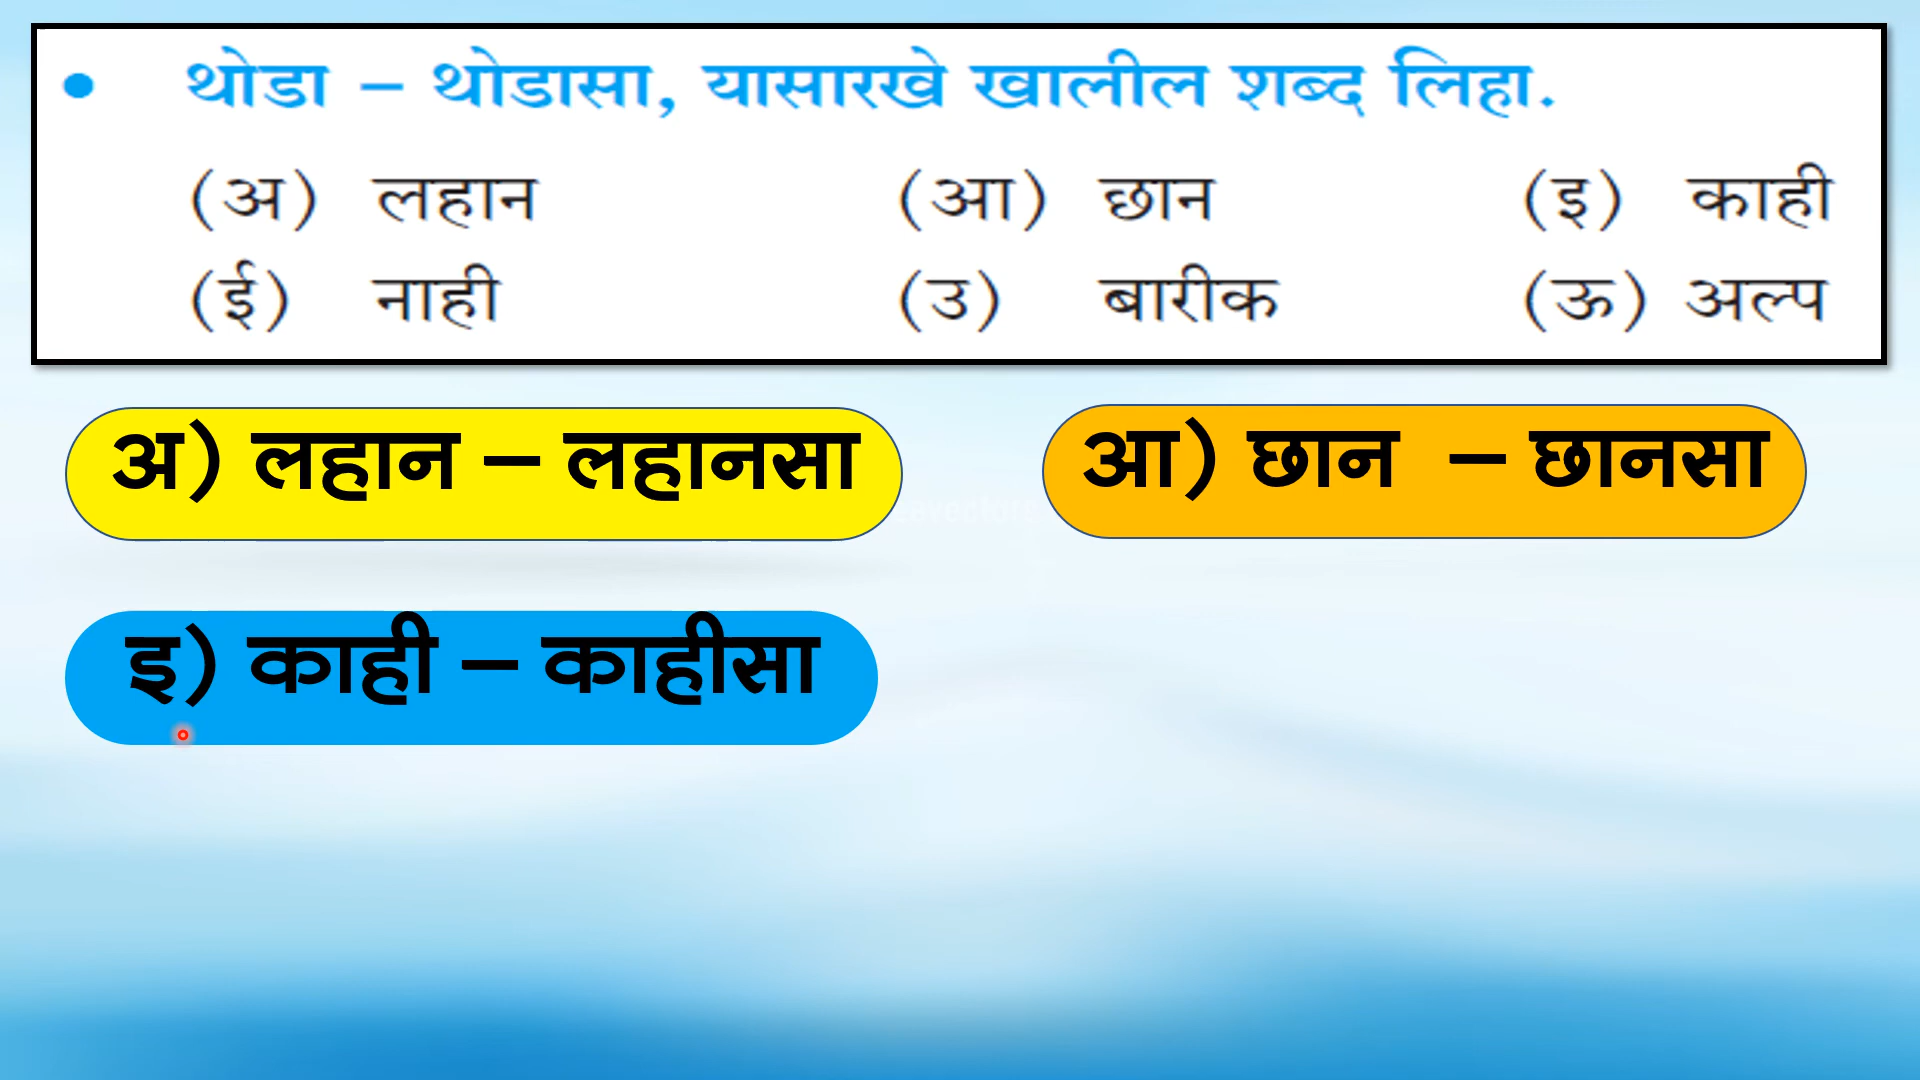 • थोडा – थोडासा, यासारखे खालील शब्द लिहा.
(अ) लहान (आ) छान (इ) काही
(ई) नाही (उ) बारीक (ऊ) अल्प
अ) लहान – लहानसा
आ) छान – छानसा
इ) काही – काहीसा